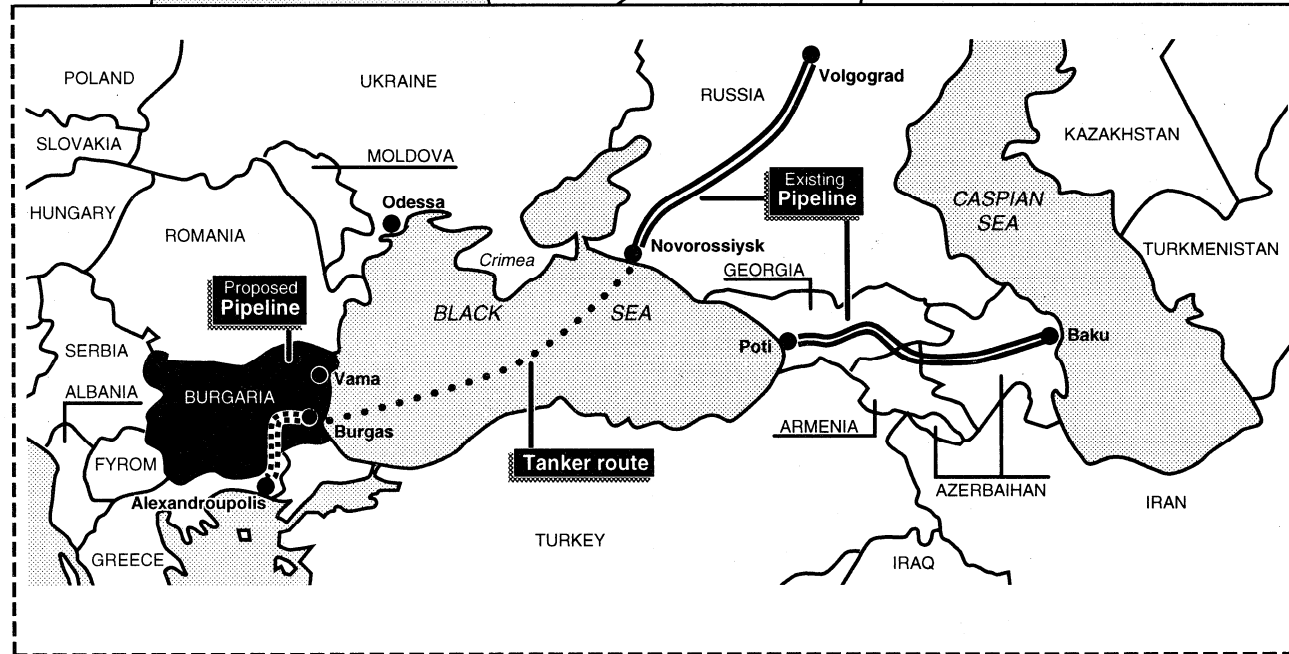 POLAND
UKRAINE
Volgograd
RUSSIA
SLOVAKIA
KAZAKHSTAN
MOLDOVA
Existing
Pipeline
HUNGARY
Odessa
CASPIAN
SEA
ROMANIA
Novorossiysk
TURKMENISTAN
Crimea
GEORGIA
Proposed
Pipeline
BLACK
SEA
Baku
Poti
SERBIA
Vama
ALBANIA
BURGARIA
Burgas
ARMENIA
FYROM
Tanker route
AZERBAIHAN
Alexandroupolis
IRAN
TURKEY
GREECE
IRAQ